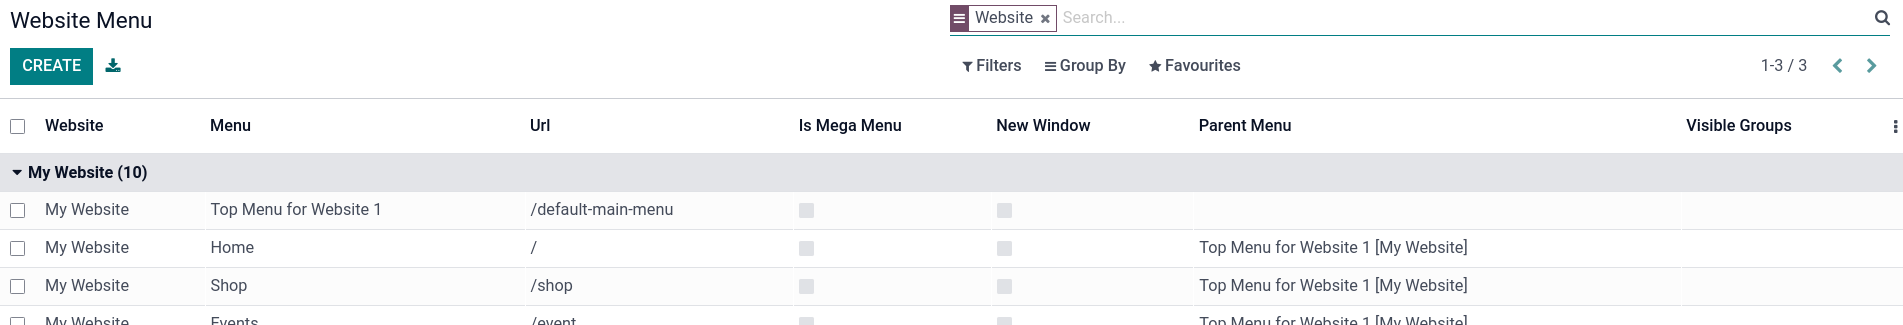 Website Menu
Website Search...
CREATE
Filters Group By Favourites 1-3 / 3
Website Menu Url Is Mega Menu New Window Parent Menu Visible Groups
My Website (10)
My Website Top Menu for Website 1 /default-main-menu
My Website Home / Top Menu for Website 1 [My Website]
My Website Shop /shop Top Menu for Website 1 [My Website]
My Website Events /event Top Menu for Website 1 [My Website]